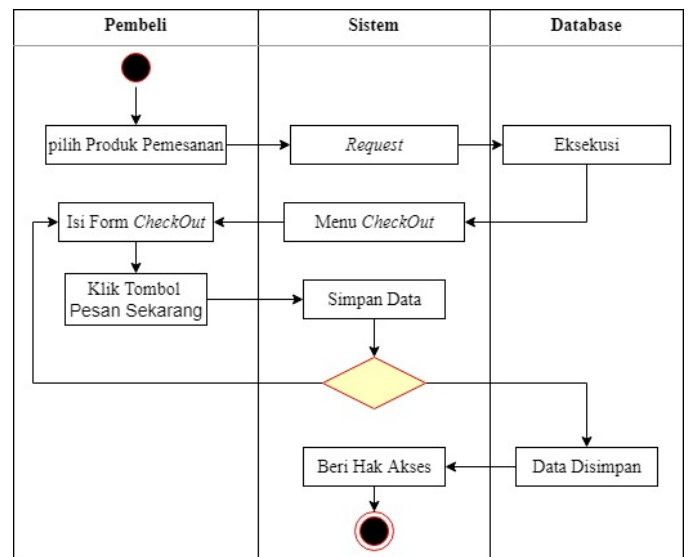 Pembeli
Sistem
Database
pilih Produk Pemesanan
Request
Eksekusi
Isi Form CheckOut
Menu CheckOut
Klik Tombol
Pesan Sekarang
Simpan Data
Beri Hak Akses
Data Disimpan